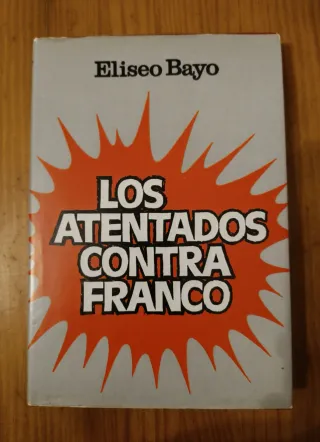 Eliseo Bayo
LOS
ATENTADOS
CONTRA
FRANCO